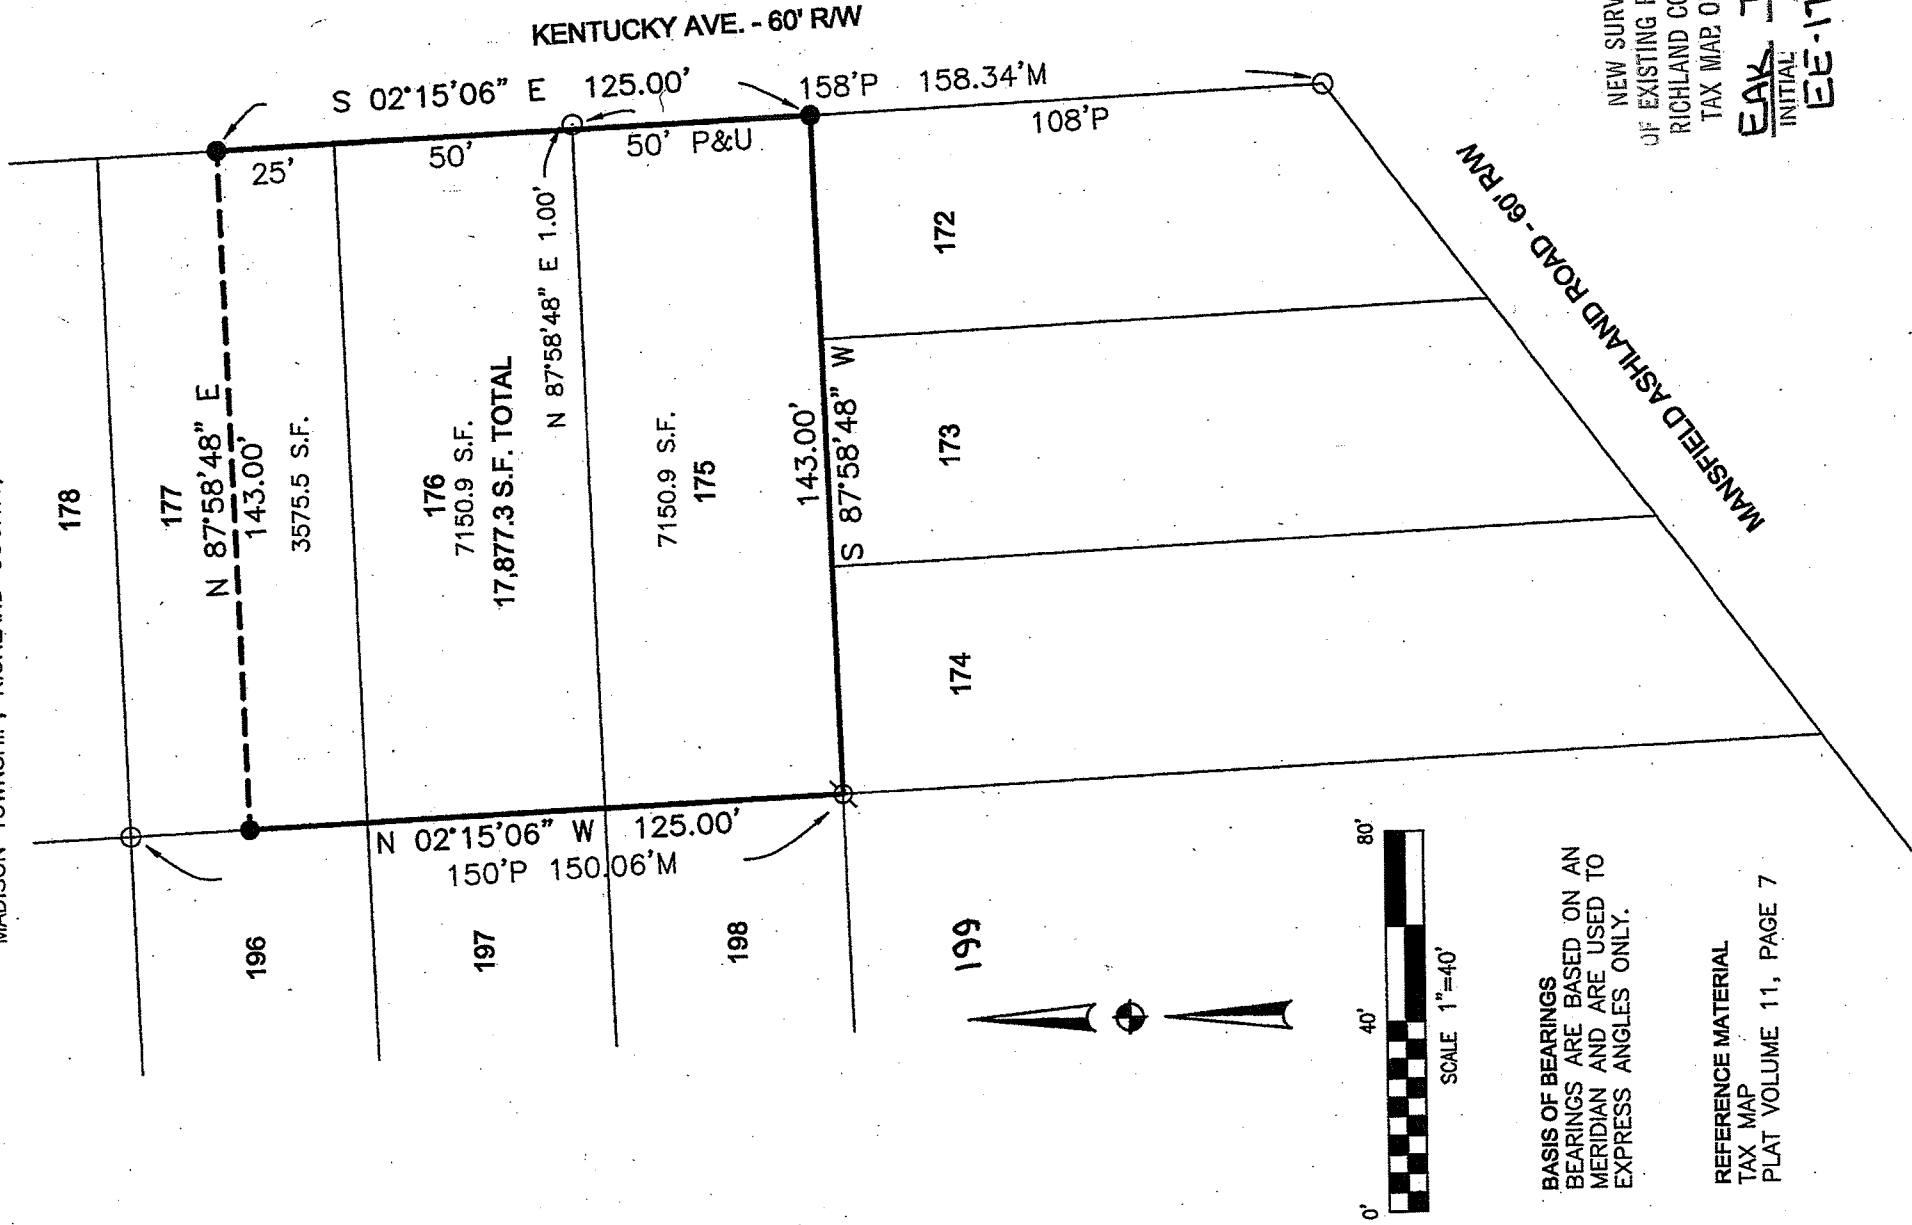 KENTUCKY AVE. - 60' R/W
S 02°15'06" E 125.00'
158'P 158.34'M
25'
50'
50' P&U
108'P
N 87°58'48" E 1.00'
178
177
N 87°58'48" E
143.00'
3575.5 S.F.
176
7150.9 S.F.
17,877.3 S.F. TOTAL
7150.9 S.F.
175
143.00'
S 87°58'48" W
172
173
174
MANSFIELD ASHLAND ROAD - 60' R/W
N 02°15'06" W 125.00'
150'P 150.06'M
196
197
198
199
MADISON TOWNSHIP, RICHLAND
NEW
OF EXISTING
RICHLAND
TAX MAP
EAK
INITIAL
0' 40' 80'
SCALE 1"=40'
BASIS OF BEARINGS
BEARINGS ARE BASED ON AN
MERIDIAN AND ARE USED TO
EXPRESS ANGLES ONLY.
REFERENCE MATERIAL
TAX MAP
PLAT VOLUME 11, PAGE 7